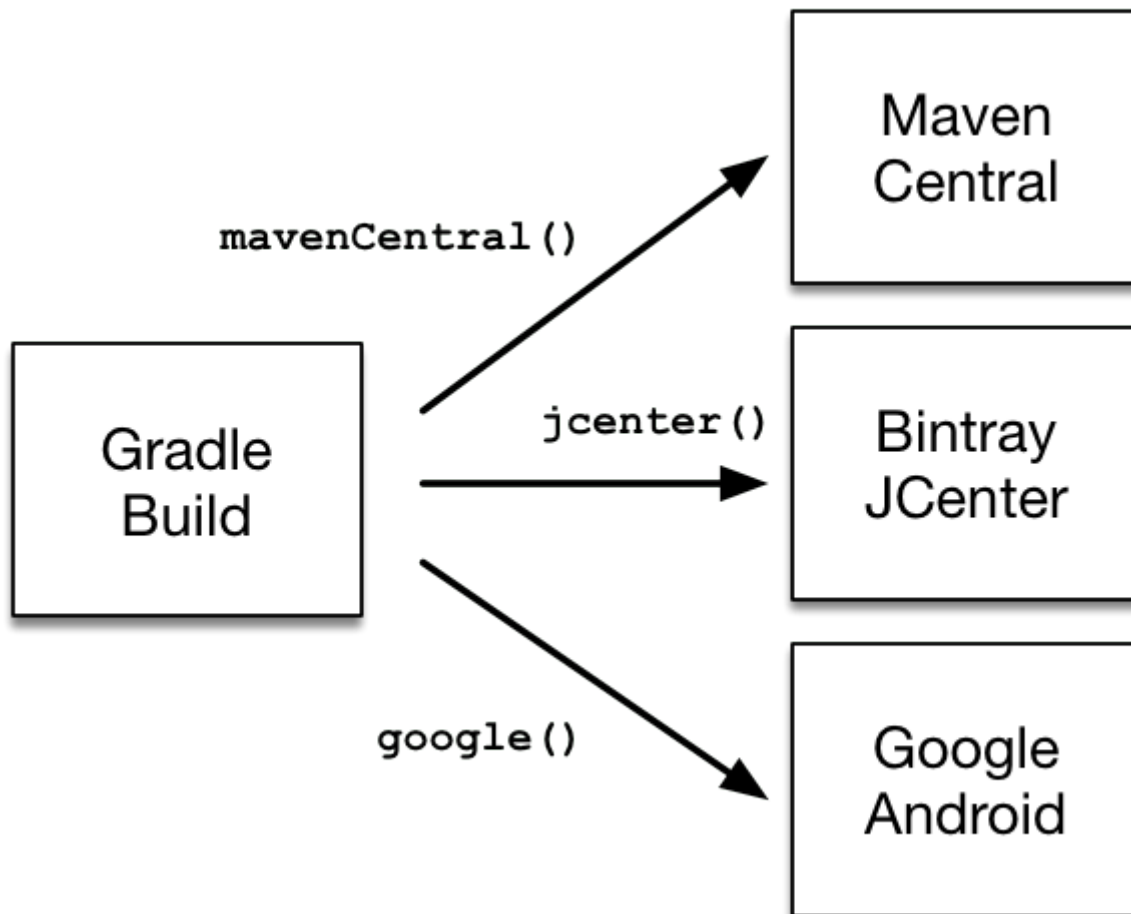 Maven
Central
mavenCentral()
Gradle
Build
jcenter()
Bintray
JCenter
google()
Google
Android